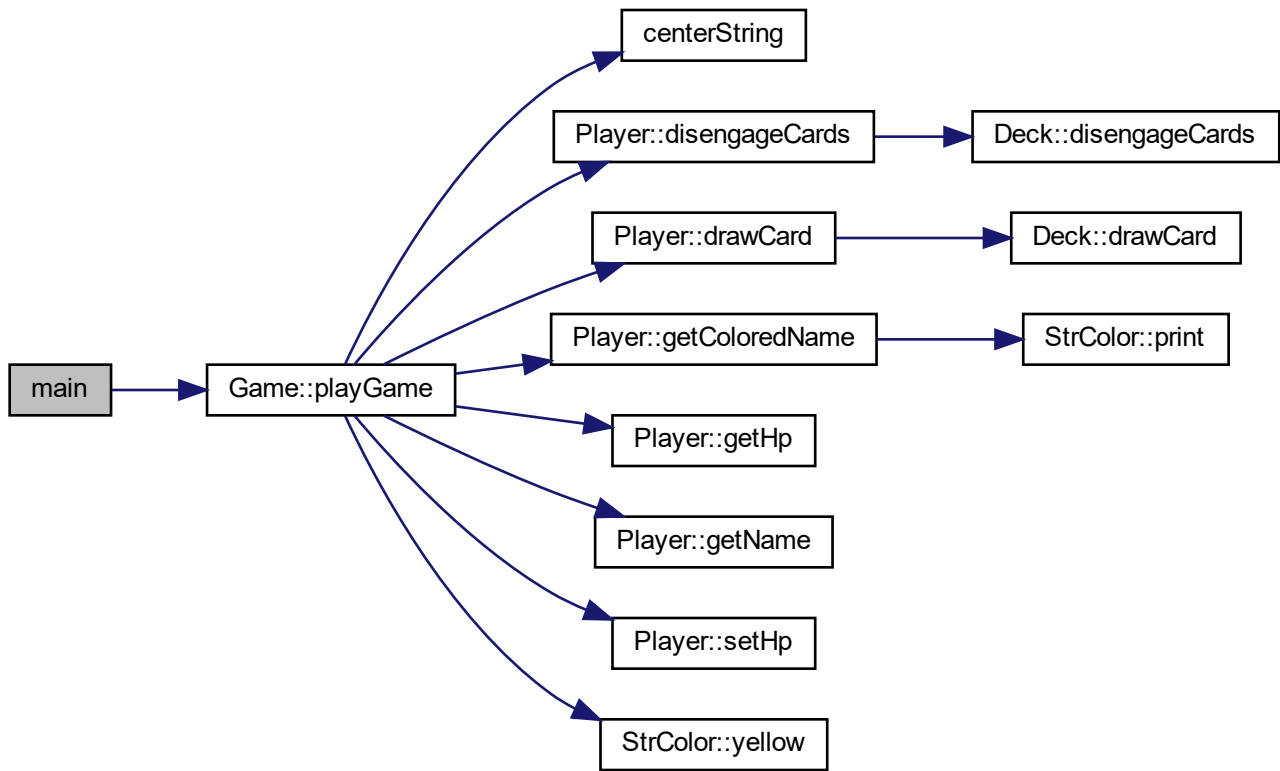 main
Game::playGame
centerString
Player::disengageCards
Deck::disengageCards
Player::drawCard
Deck::drawCard
Player::getColoredName
StrColor::print
Player::getHp
Player::getName
Player::setHp
StrColor::yellow